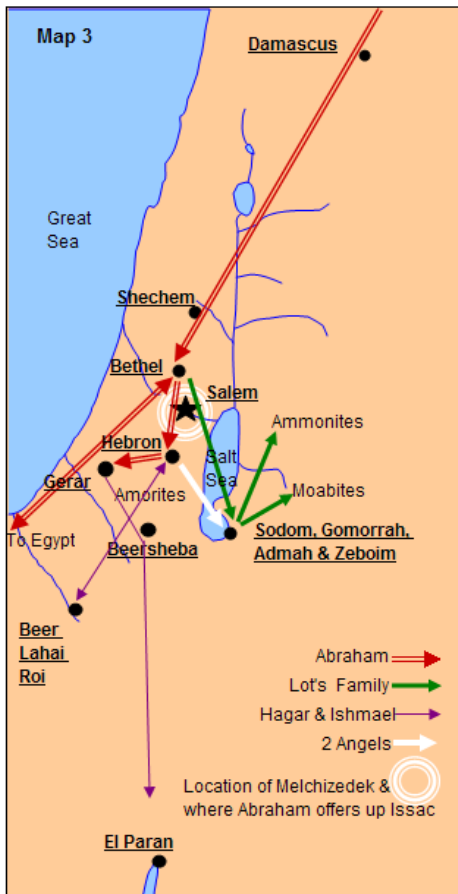 Map 3
Damascus
Great
Sea
Shechem
Bethel
Salem
Ammonites
Hebron
Salt
Sea
Gerar
Amorites
Moabites
To Egypt
Beersheba
Sodom, Gomorrah,
Admah & Zeboim
Beer
Lahai
Roi
Abraham
Lot's Family
Hagar & Ishmael
2 Angels
Location of Melchizedek &
where Abraham offers up Issac
El Paran